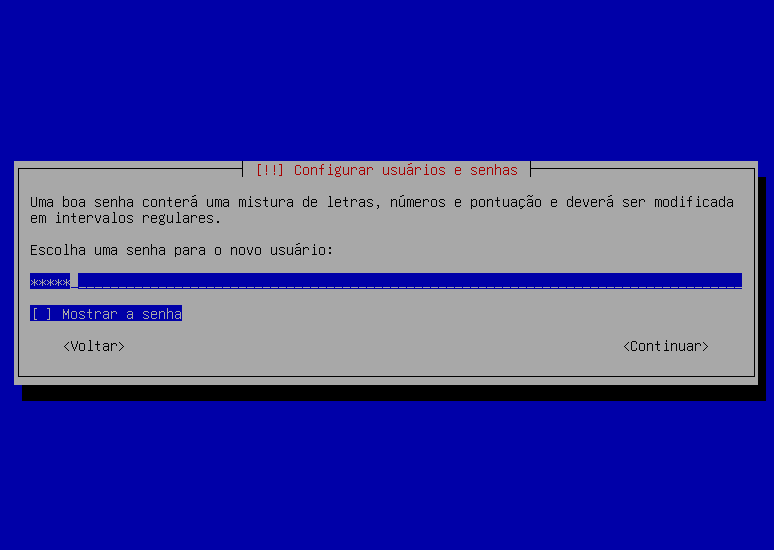 [!!] Configurar usuários e senhas
Uma boa senha conterá uma mistura de letras, números e pontuação e deverá ser modificada
em intervalos regulares.
Escolha uma senha para o novo usuário:
*****
[ ] Mostrar a senha
<Voltar> <Continuar>